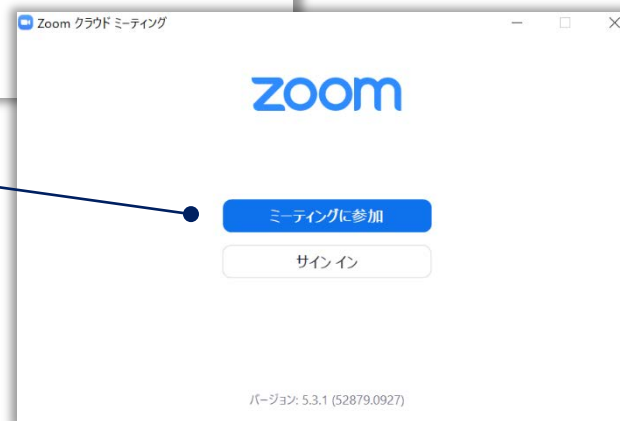 Zoom クラウド ミーティング
zoom
ミーティングに参加
サイン イン
バージョン: 5.3.1 (52879.0927)